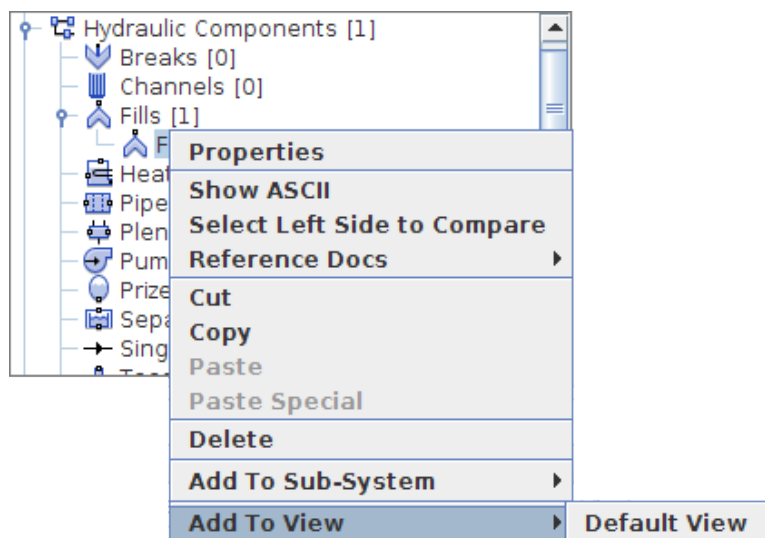 Hydraulic Components [1]
Breaks [0]
Channels [0]
Fills [1]
Properties
Show ASCII
Select Left Side to Compare
Reference Docs
Cut
Copy
Paste
Paste Special
Delete
Add To Sub-System
Add To View
Default View